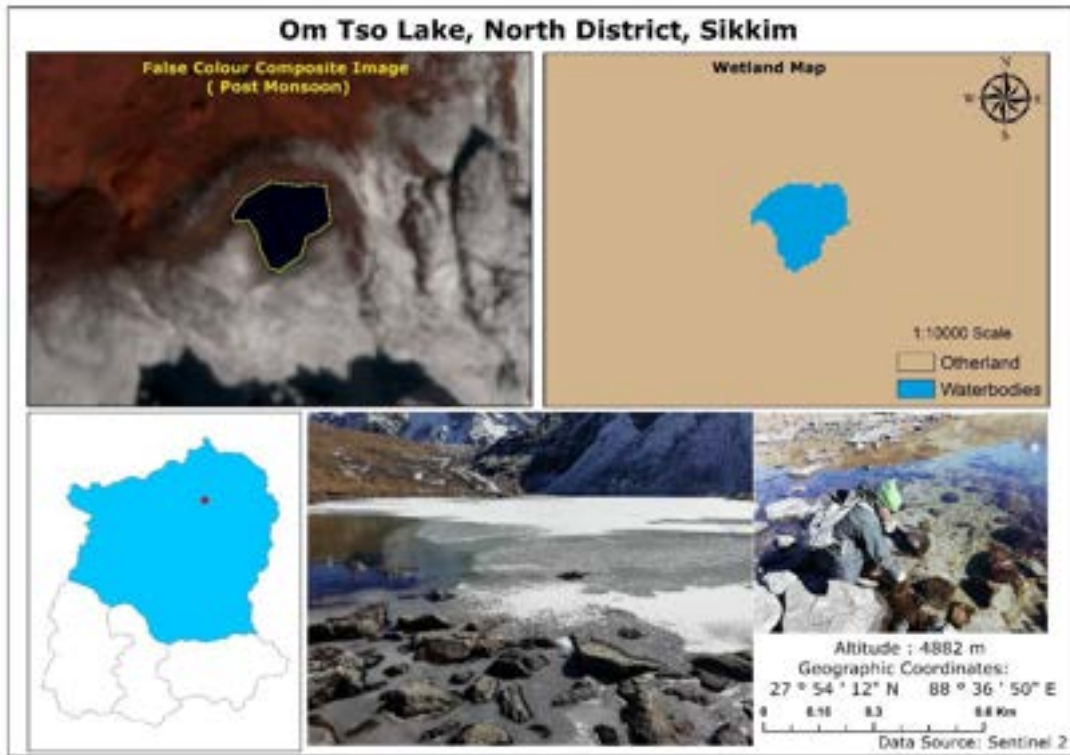 Om Tso Lake, North District, Sikkim
False Colour Composite Image
( Post Monsoon)
Wetland Map
N
W E
S
1:10000 Scale
Otherland
Waterbodies
Altitude : 4882 m
Geographic Coordinates:
27 ° 54 ' 12" N 88 ° 36 ' 50" E
0 0.15 0.3 0.6 Km
Data Source: Sentinel 2